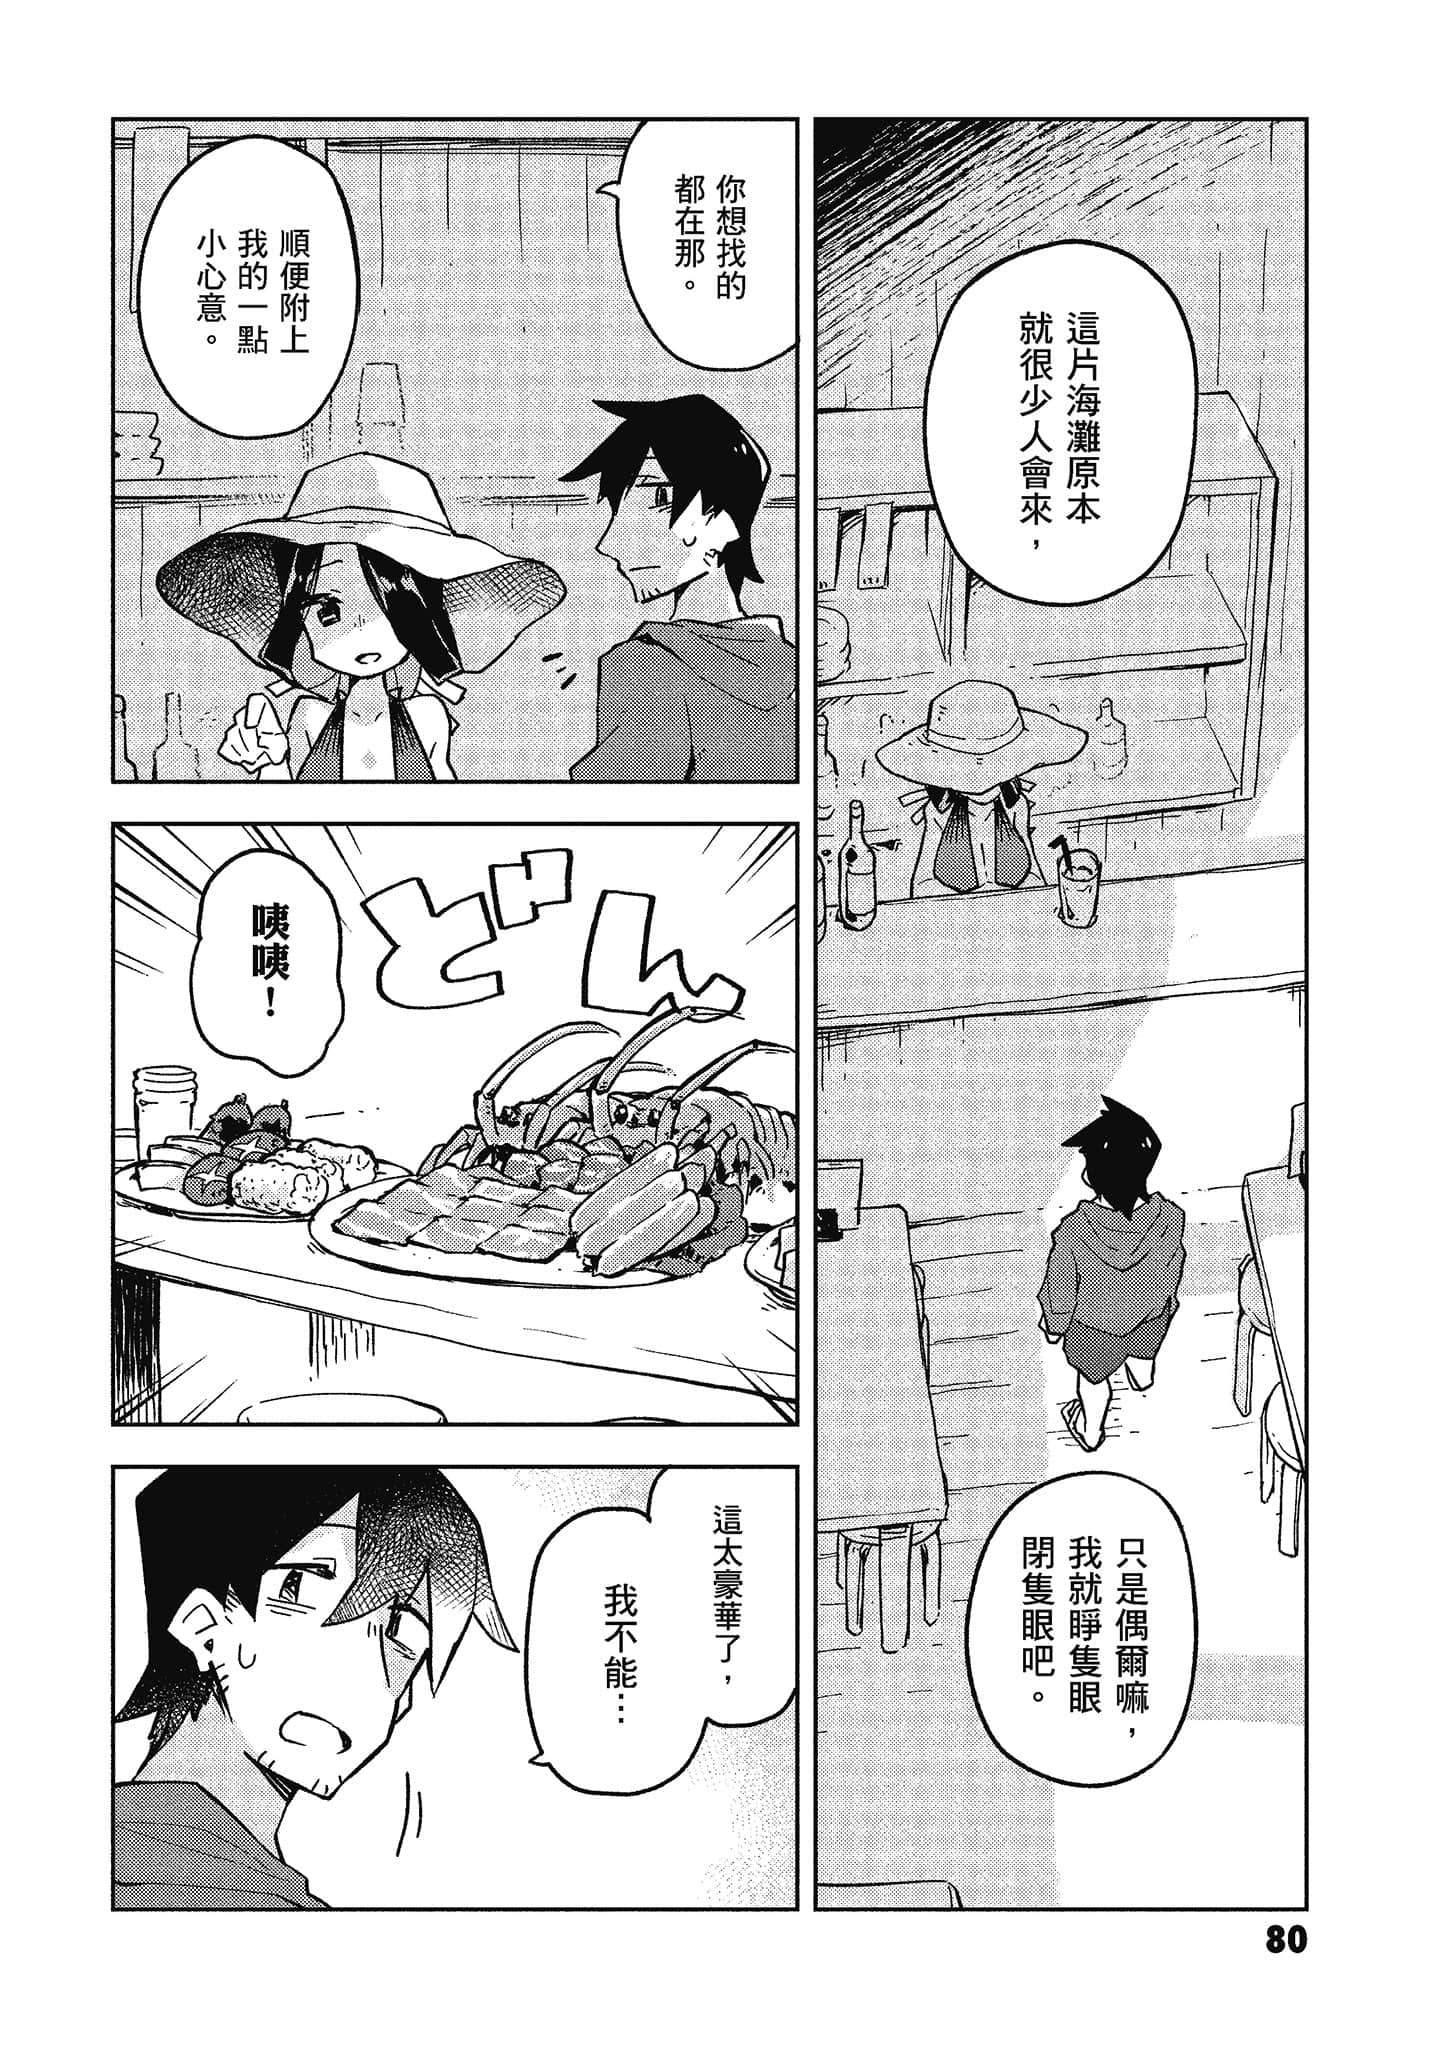 這片海灘原本
就很少人會來，
只是偶爾嘛，
我就睜隻眼
閉隻眼吧。
你想找的
都在那。
順便附上
我的一點
小心意。
どん
咦咦！
這太豪華了，
我不能…
80